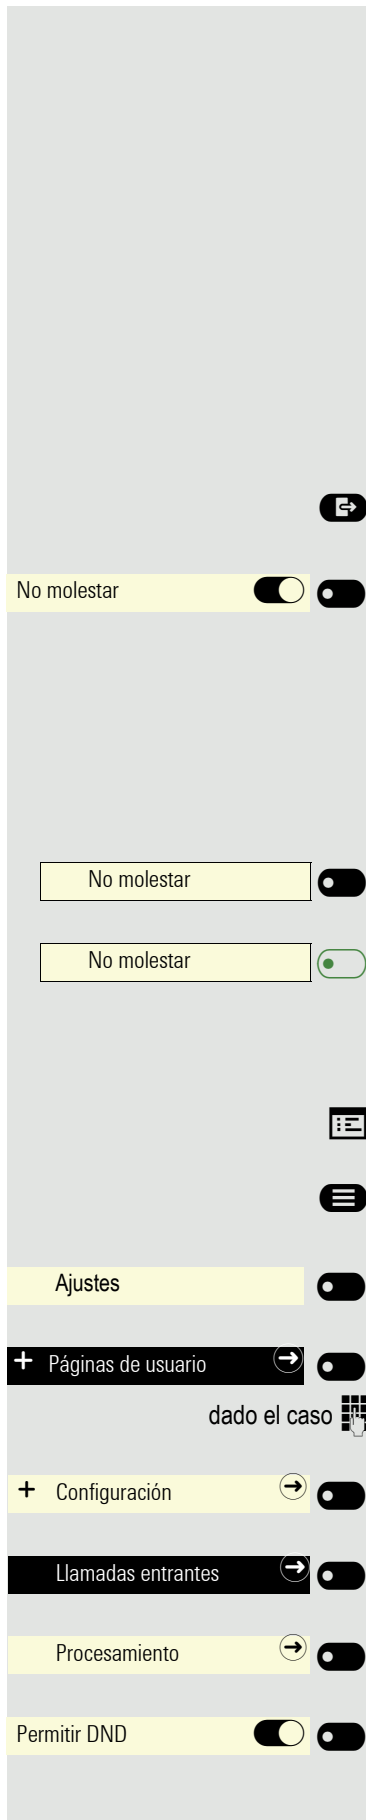 No molestar
No molestar
No molestar
Ajustes
+ Páginas de usuario
dado el caso
+ Configuración
Llamadas entrantes
Procesamiento
Permitir DND